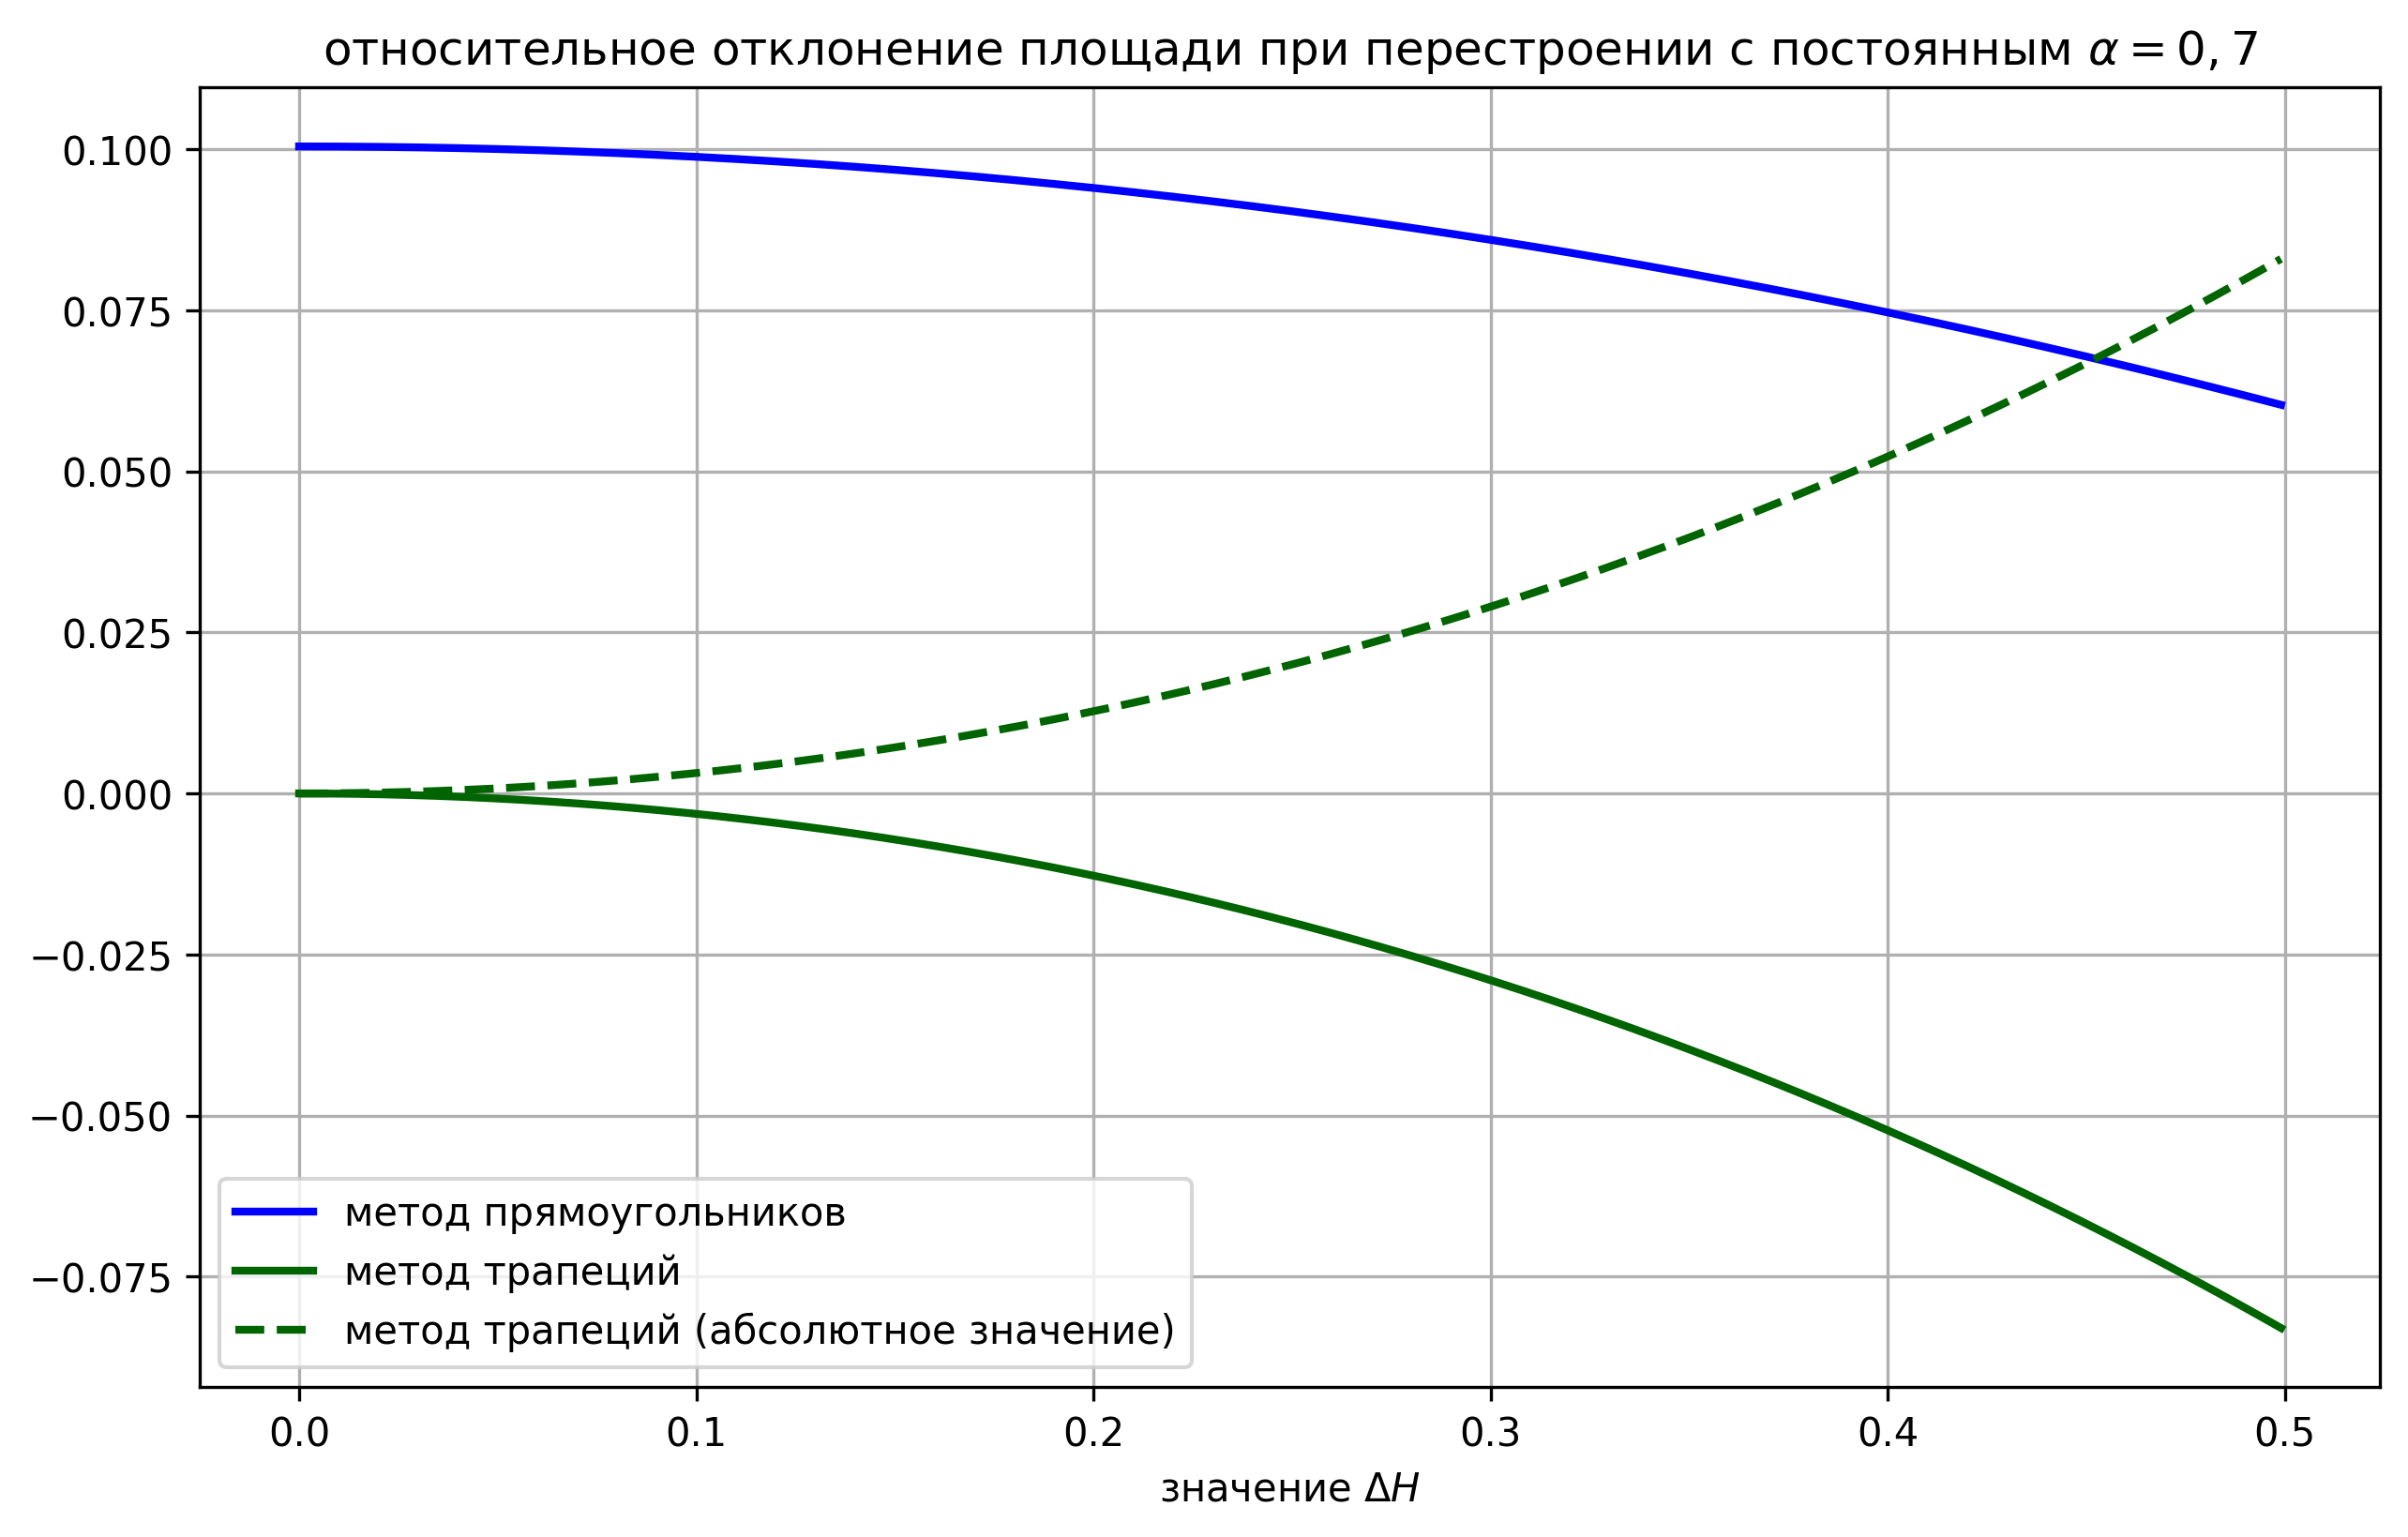 относительное отклонение площади при перестроении с постоянным α = 0, 7
0.100
0.075
0.050
0.025
0.000
−0.025
−0.050
−0.075
метод прямоугольников
метод трапеций
метод трапеций (абсолютное значение)
0.0 0.1 0.2 0.3 0.4 0.5
значение ΔH